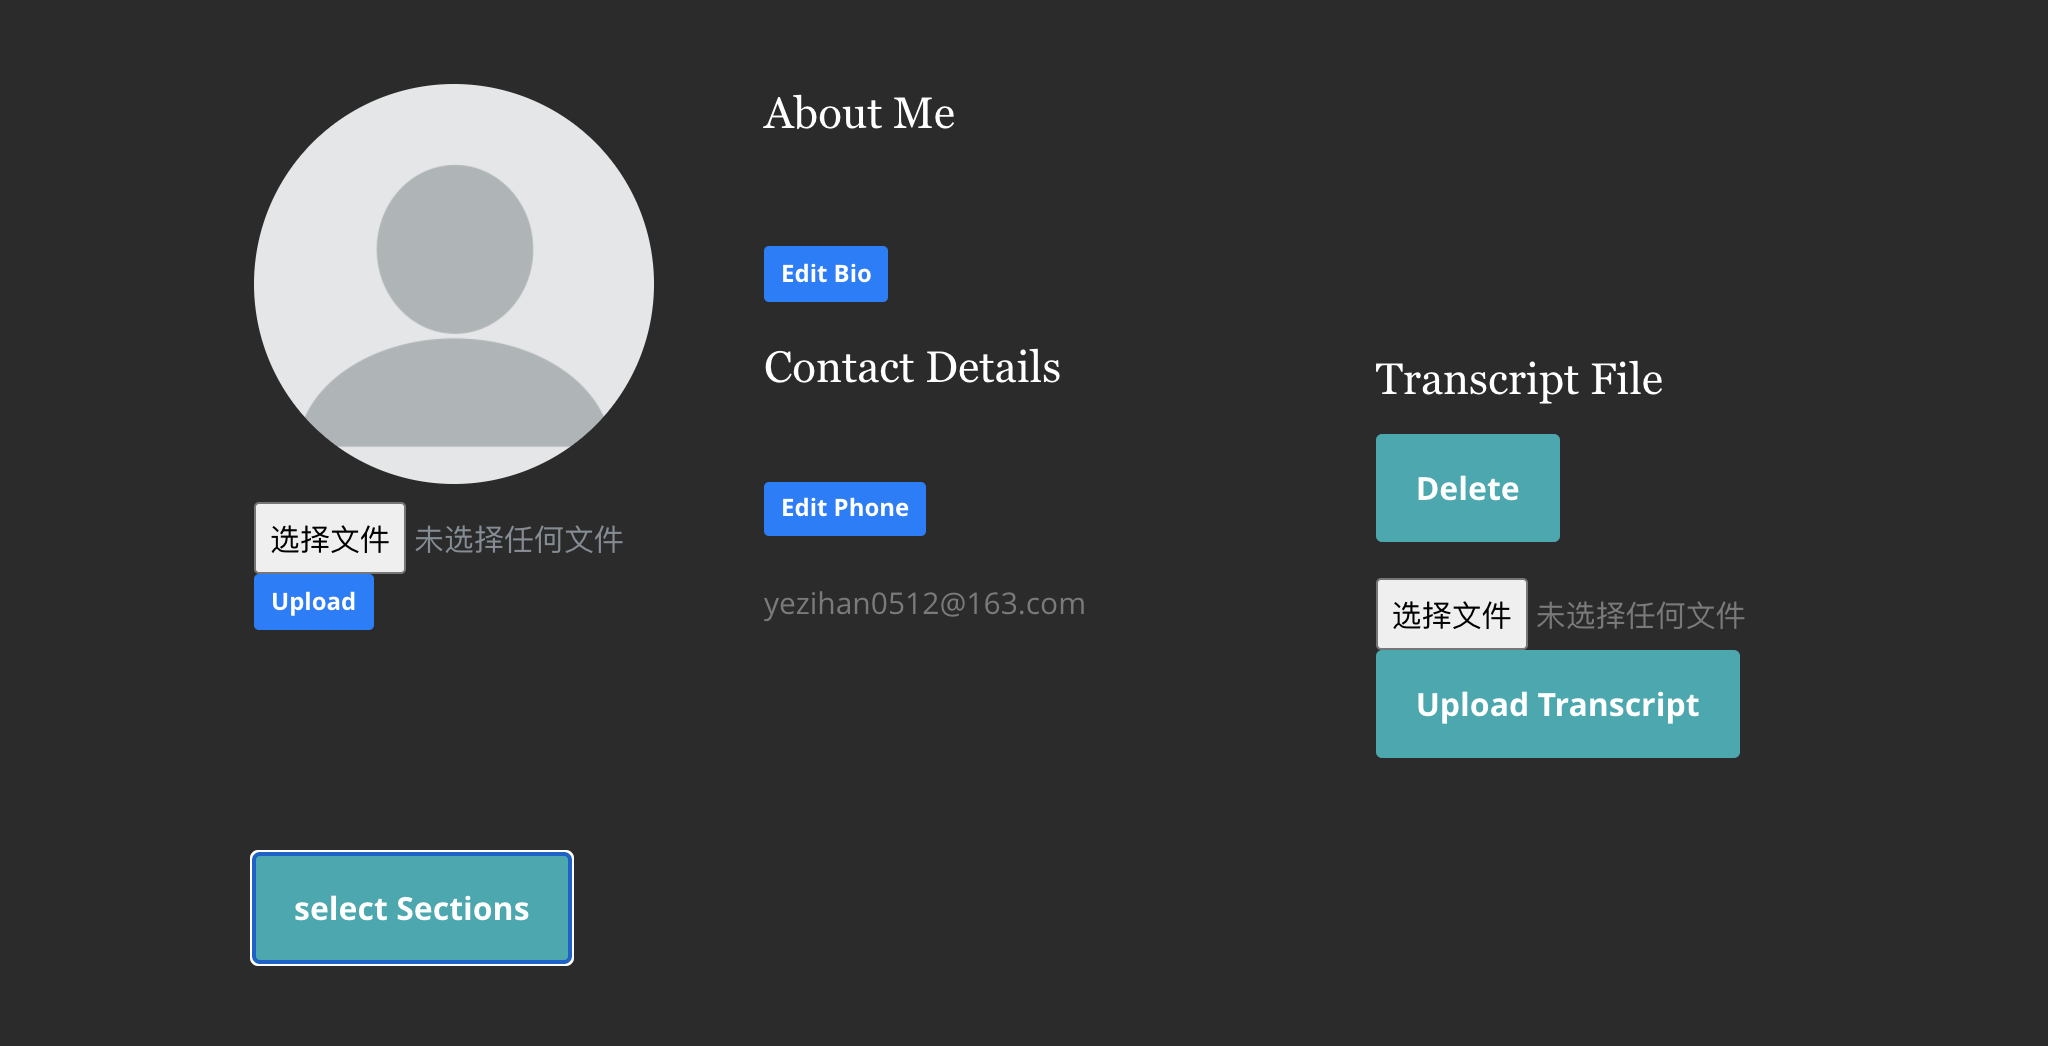 About Me
Edit Bio
Contact Details
Edit Phone
yezihan0512@163.com
选择文件 未选择任何文件
Upload
Transcript File
Delete
选择文件 未选择任何文件
Upload Transcript
select Sections